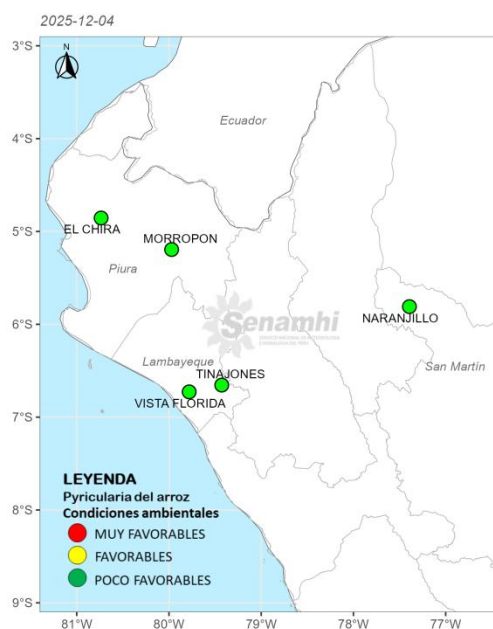 2025-12-04
3°S
N
Ecuador
4°S
EL CHIRA
5°S
MORROPON
Piura
NARANJILLO
6°S
Senamhi
Lambayeque
TINAJONES
San Martín
VISTA FLORIDA
7°S
LEYENDA
Pyricularia del arroz
Condiciones ambientales
8°S
MUY FAVORABLES
FAVORABLES
POCO FAVORABLES
9°S
81°W 80°W 79°W 78°W 77°W